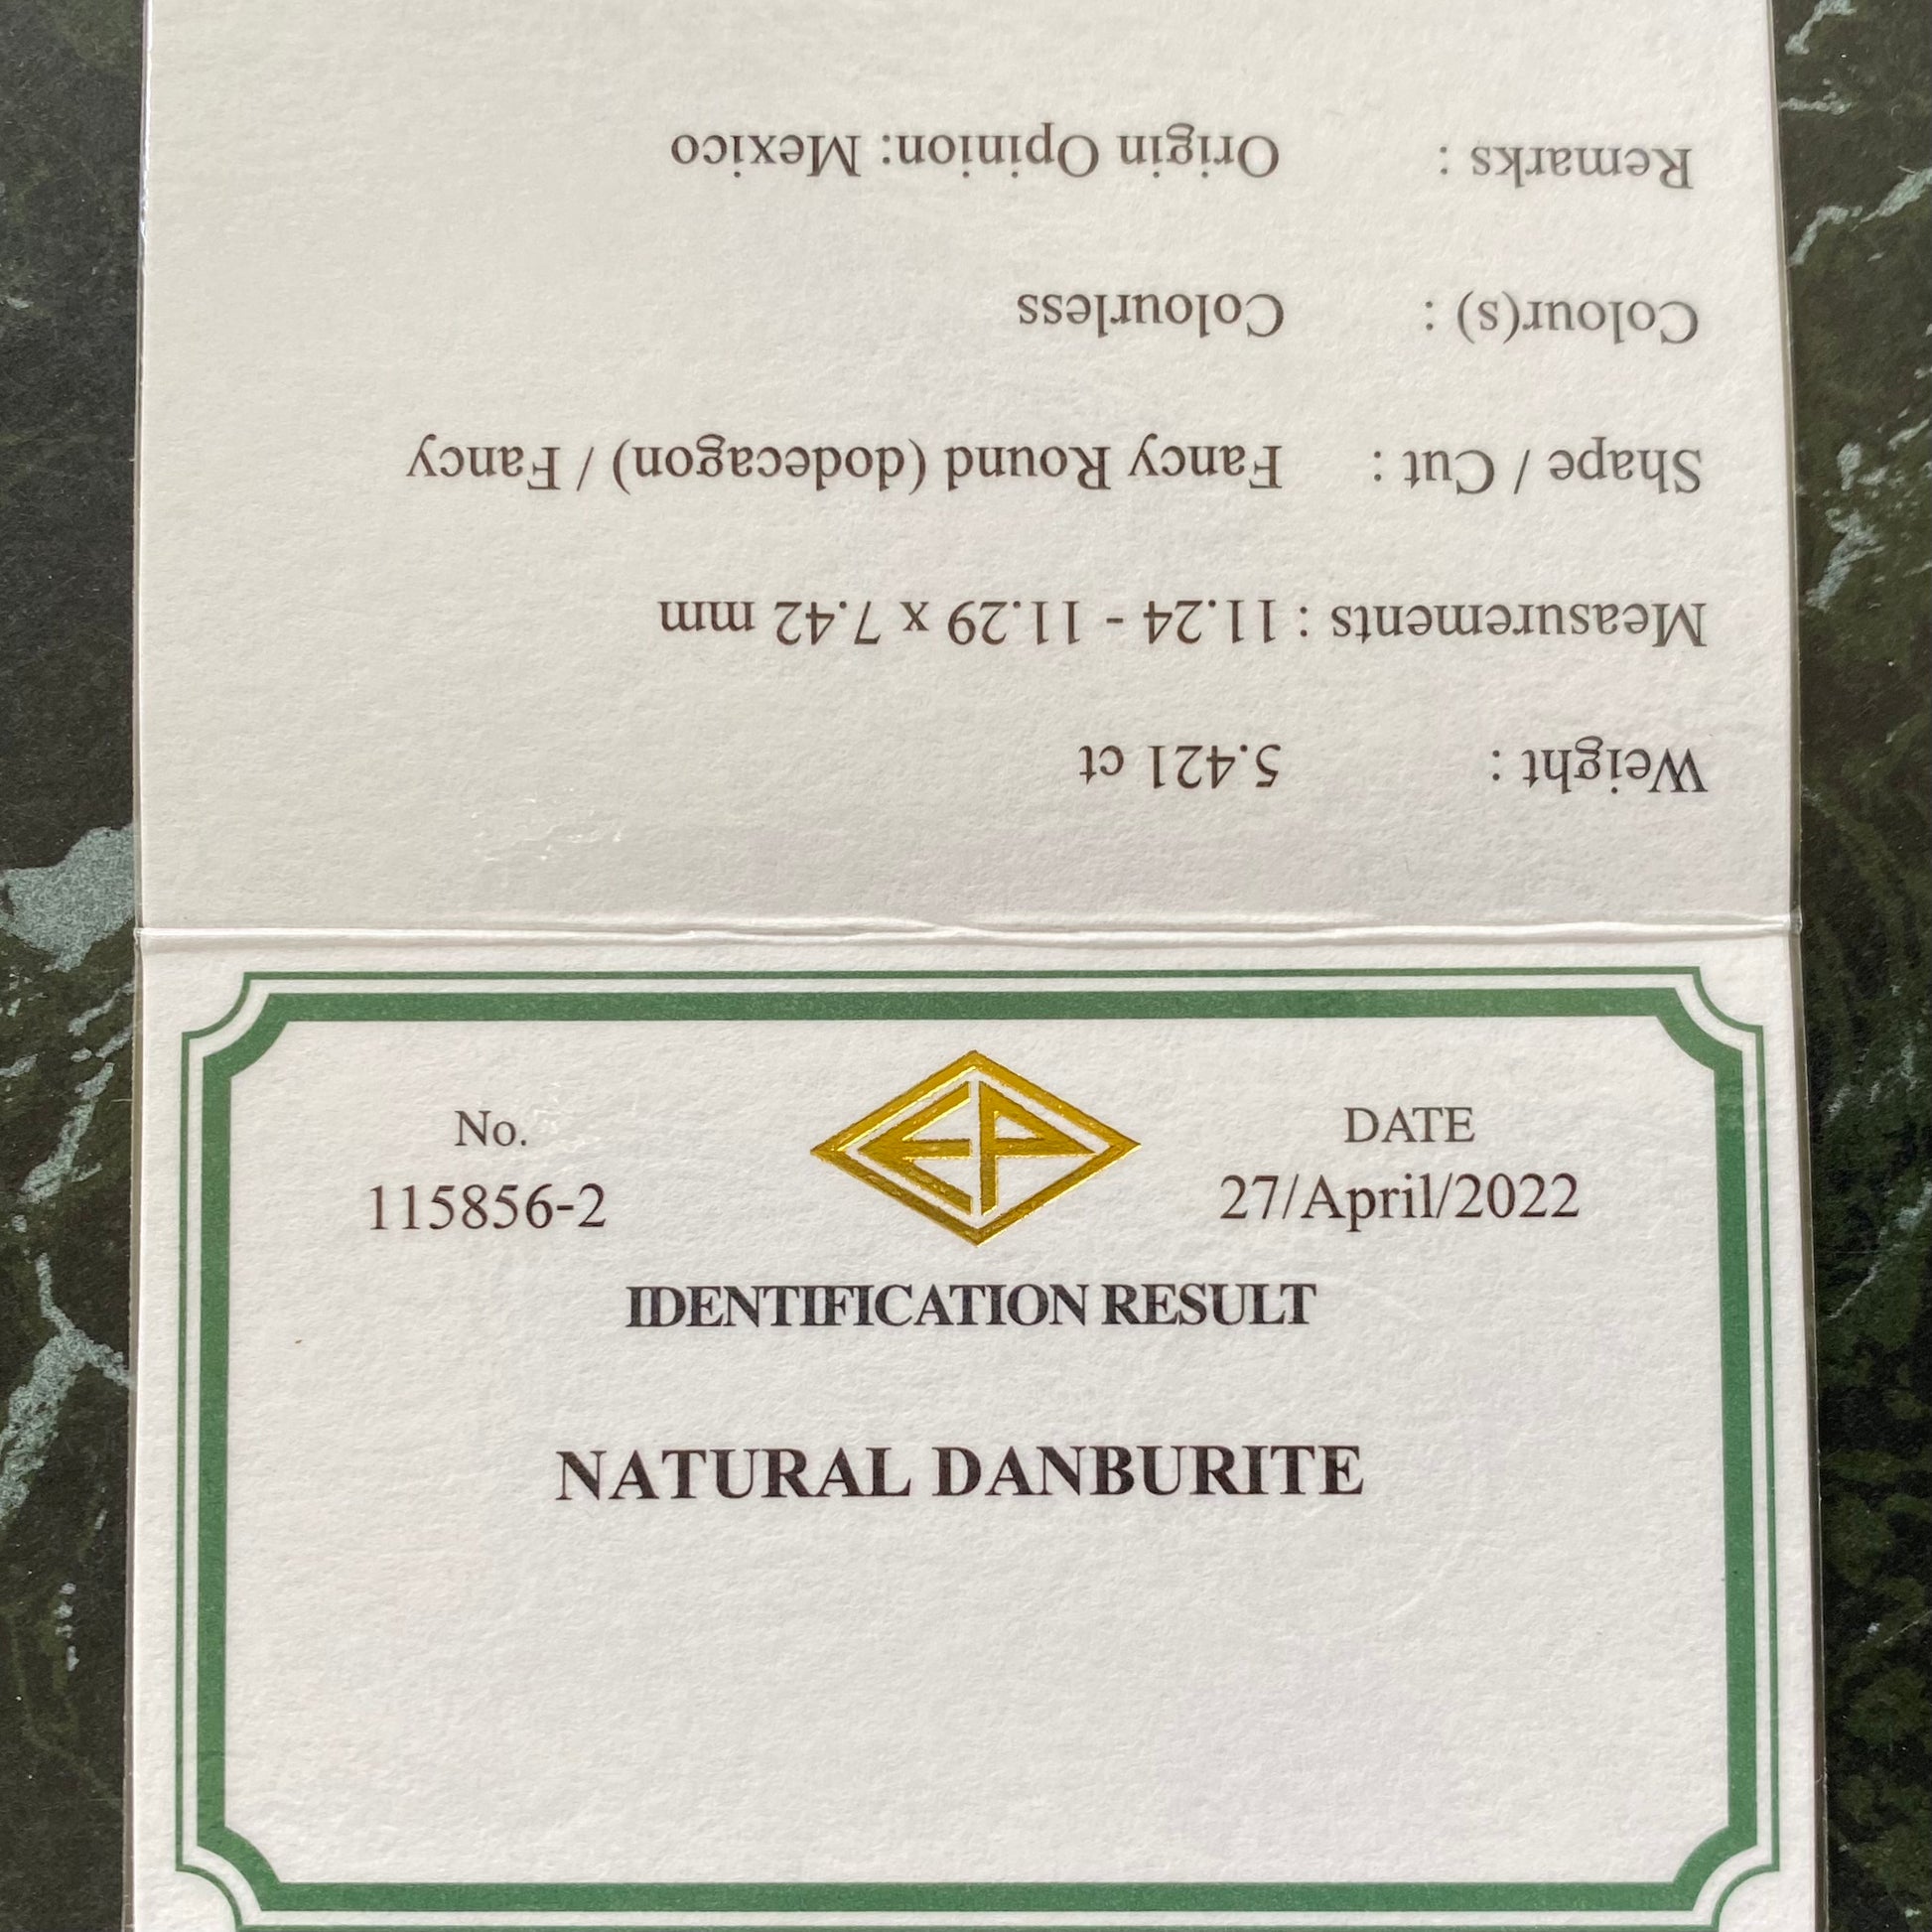 Weight : 5.421 ct
Measurements : 11.24 - 11.29 x 7.42 mm
Shape / Cut : Fancy Round (dodecagon) / Fancy
Colour(s) : Colourless
Remarks : Origin Opinion: Mexico
EP
No. DATE
115856-2 27/April/2022
IDENTIFICATION RESULT
NATURAL DANBURITE